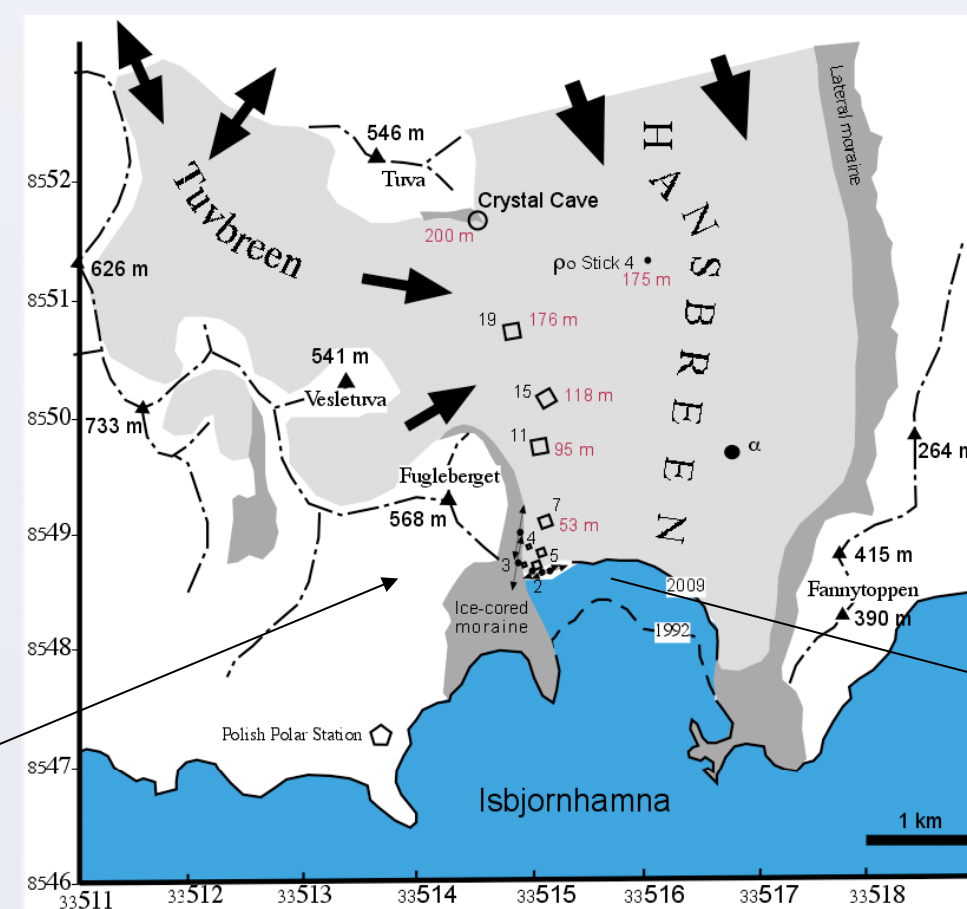 Lateral moraine
546 m
Tuva
HANSBREEN
8552
Tuvbreen
Crystal Cave
200 m
ρo Stick 4
175 m
626 m
8551
19 176 m
541 m
Vesletuva
15 118 m
8550
733 m
11 95 m
α
264 m
Fugleberget
568 m
7
53 m
8549
4
5
3
2
415 m
2009
Fannytoppen
390 m
Ice-cored
moraine
1992
8548
Polish Polar Station
8547
Isbjornhamna
1 km
8546
33511 33512 33513 33514 33515 33516 33517 33518